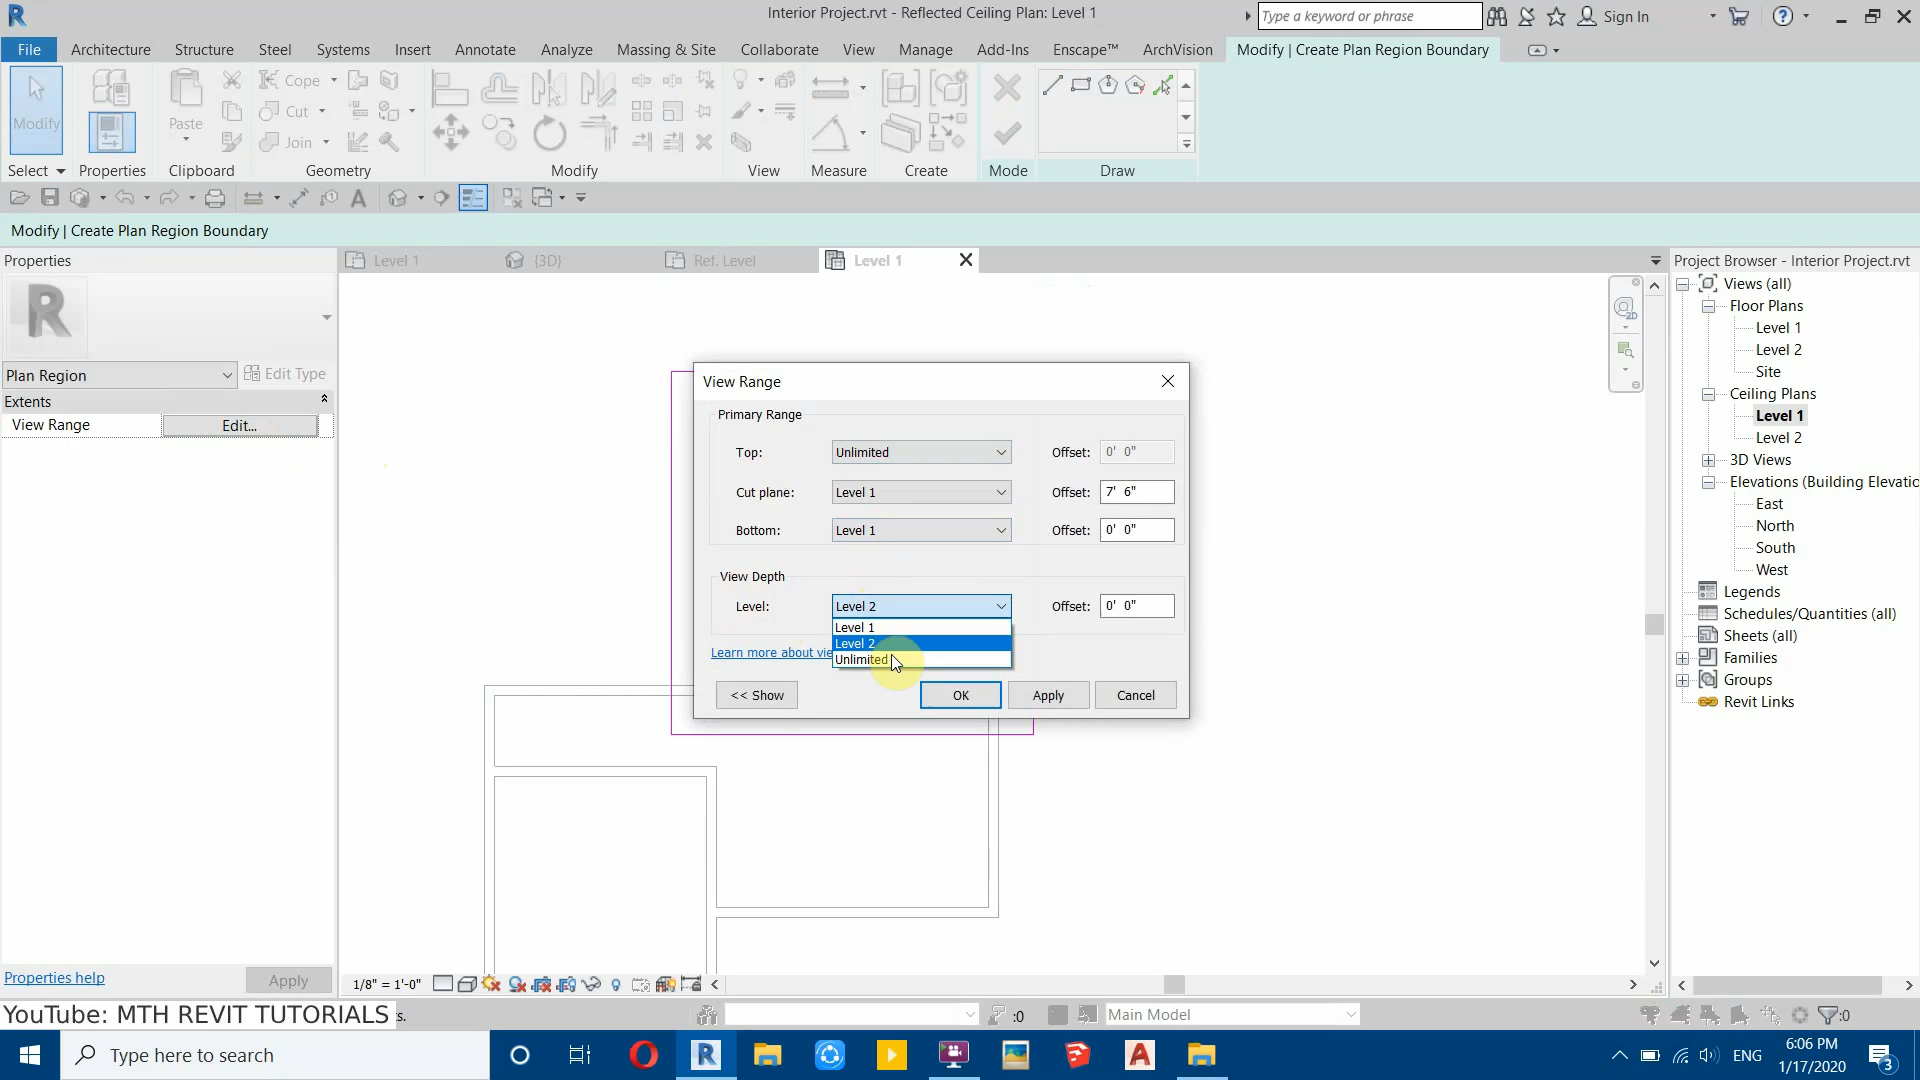 Interior Project.rvt - Reflected Ceiling Plan: Level 1
Type a keyword or phrase
Sign In
File
Architecture
Structure
Steel
Systems
Insert
Annotate
Analyze
Massing & Site
Collaborate
View
Manage
Add-Ins
Enscape™
ArchVision
Modify | Create Plan Region Boundary
Modify
Paste
Cope
Cut
Join
Select
Properties
Clipboard
Geometry
Modify
View
Measure
Create
Mode
Draw
Modify | Create Plan Region Boundary
Properties
Level 1
{3D}
Ref. Level
Level 1
Plan Region
Edit Type
Extents
View Range
Edit...
Properties help
Apply
View Range
Primary Range
Top:
Unlimited
Offset:
0' 0"
Cut plane:
Level 1
Offset:
7' 6"
Bottom:
Level 1
Offset:
0' 0"
View Depth
Level:
Level 2
Offset:
0' 0"
Level 1
Level 2
Unlimited
Learn more about vie
<< Show
OK
Apply
Cancel
2D
Project Browser - Interior Project.rvt
Views (all)
Floor Plans
Level 1
Level 2
Site
Ceiling Plans
Level 1
Level 2
3D Views
Elevations (Building Elevatio
East
North
South
West
Legends
Schedules/Quantities (all)
Sheets (all)
Families
Groups
Revit Links
1/8" = 1'-0"
YouTube: MTH REVIT TUTORIALS
:0
Main Model
:0
Type here to search
ENG
6:06 PM
1/17/2020
3